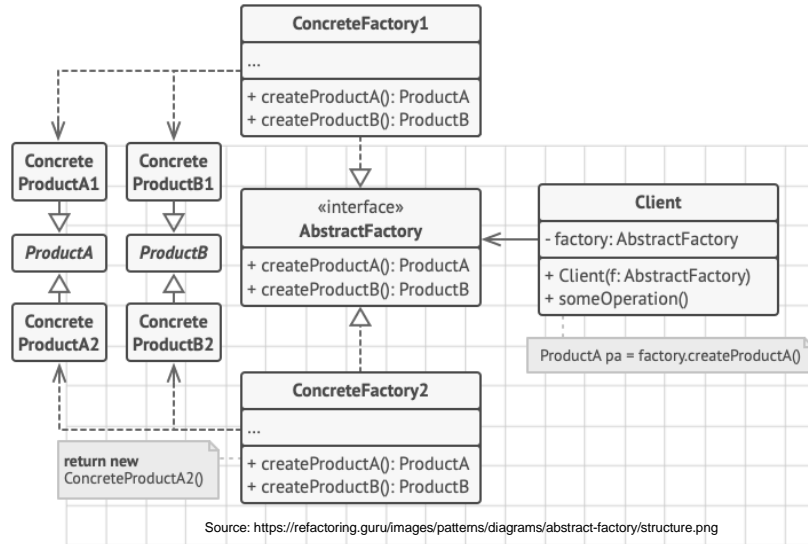 ConcreteFactory1
...
+ createProductA(): ProductA
+ createProductB(): ProductB
Concrete
ProductA1
Concrete
ProductB1
ProductA
ProductB
Concrete
ProductA2
Concrete
ProductB2
«interface»
AbstractFactory
+ createProductA(): ProductA
+ createProductB(): ProductB
Client
- factory: AbstractFactory
+ Client(f: AbstractFactory)
+ someOperation()
ProductA pa = factory.createProductA()
ConcreteFactory2
...
+ createProductA(): ProductA
+ createProductB(): ProductB
return new
ConcreteProductA2()
Source: https://refactoring.guru/images/patterns/diagrams/abstract-factory/structure.png